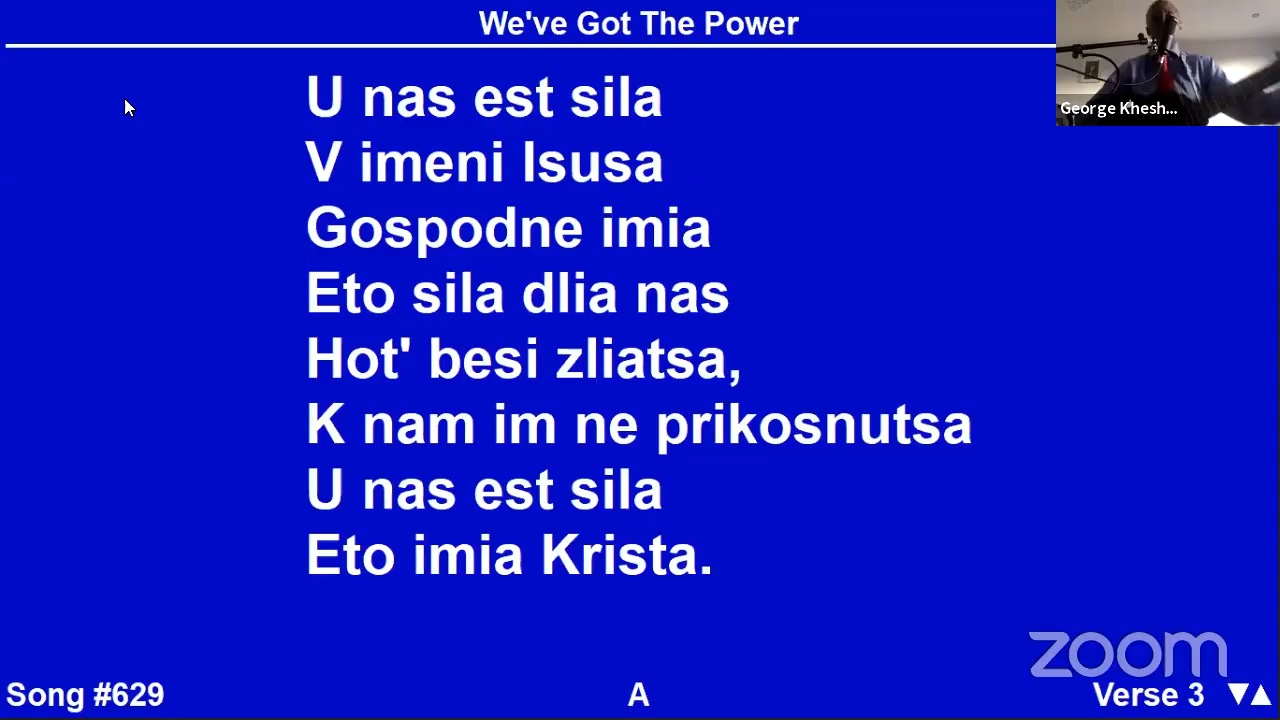 We've Got The Power
George Khesh...
U nas est sila
V imeni Isusa
Gospodne imia
Eto sila dlia nas
Hot' besi zliatsa,
K nam im ne prikosnutsa
U nas est sila
Eto imia Krista.
zoom
Song #629
A
Verse 3